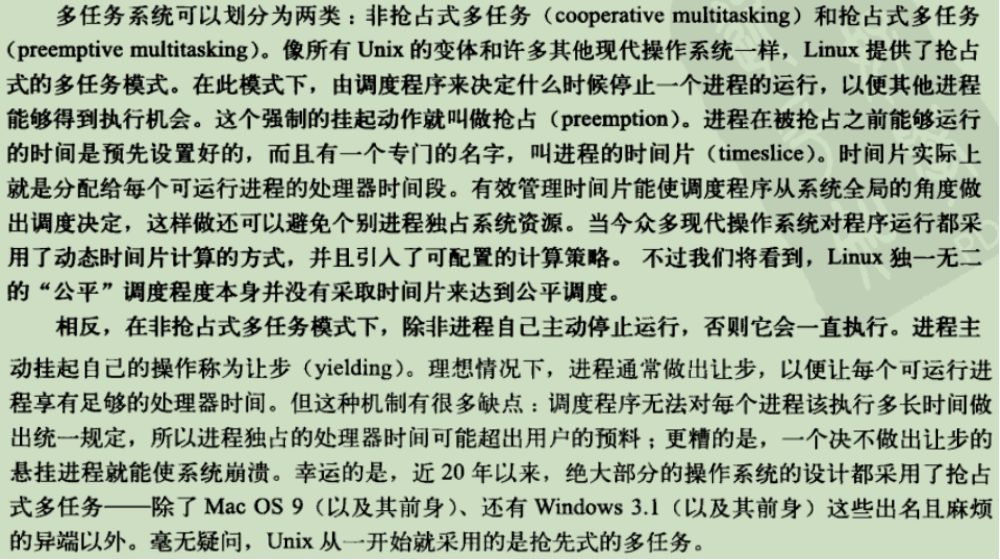 多任务系统可以划分为两类：非抢占式多任务（cooperative multitasking）和抢占式多任务
（preemptive multitasking）。像所有 Unix 的变体和许多其他现代操作系统一样，Linux 提供了抢占
式的多任务模式。在此模式下，由调度程序来决定什么时候停止一个进程的运行，以便其他进程
能够得到执行机会。这个强制的挂起动作就叫做抢占（preemption）。进程在被抢占之前能够运行
的时间是预先设置好的，而且有一个专门的名字，叫进程的时间片（timeslice）。时间片实际上
就是分配给每个可运行进程的处理器时间段。有效管理时间片能使调度程序从系统全局的角度做
出调度决定，这样做还可以避免个别进程独占系统资源。当今众多现代操作系统对程序运行都采
用了动态时间片计算的方式，并且引入了可配置的计算策略。 不过我们将看到，Linux 独一无二
的“公平”调度程度本身并没有采取时间片来达到公平调度。
相反，在非抢占式多任务模式下，除非进程自己主动停止运行，否则它会一直执行。进程主
动挂起自己的操作称为让步（yielding）。理想情况下，进程通常做出让步，以便让每个可运行进
程享有足够的处理器时间。但这种机制有很多缺点：调度程序无法对每个进程该执行多长时间做
出统一规定，所以进程独占的处理器时间可能超出用户的预料；更糟的是，一个决不做出让步的
悬挂进程就能使系统崩溃。幸运的是，近 20 年以来，绝大部分的操作系统的设计都采用了抢占
式多任务——除了 Mac OS 9（以及其前身）、还有 Windows 3.1（以及其前身）这些出名且麻烦
的异端以外。毫无疑问，Unix 从一开始就采用的是抢先式的多任务。